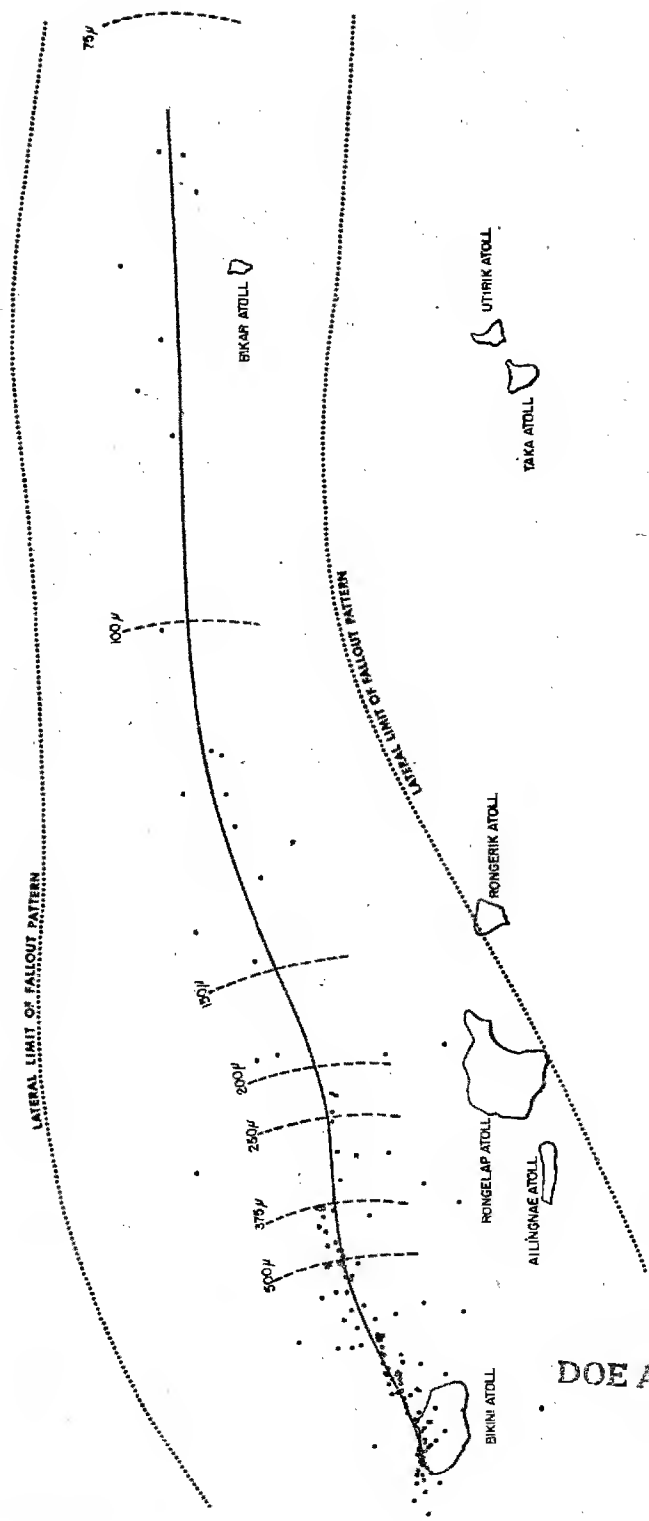 LATERAL LIMIT OF FALLOUT PATTERN
75µ
100µ
150µ
200µ
250µ
375µ
500µ
BIKAR ATOLL
UTIRIK ATOLL
TAKA ATOLL
LATERAL LIMIT OF FALLOUT PATTERN
RONGERIK ATOLL
RONGELAP ATOLL
AILINGNAE ATOLL
BIKINI ATOLL
DOE A